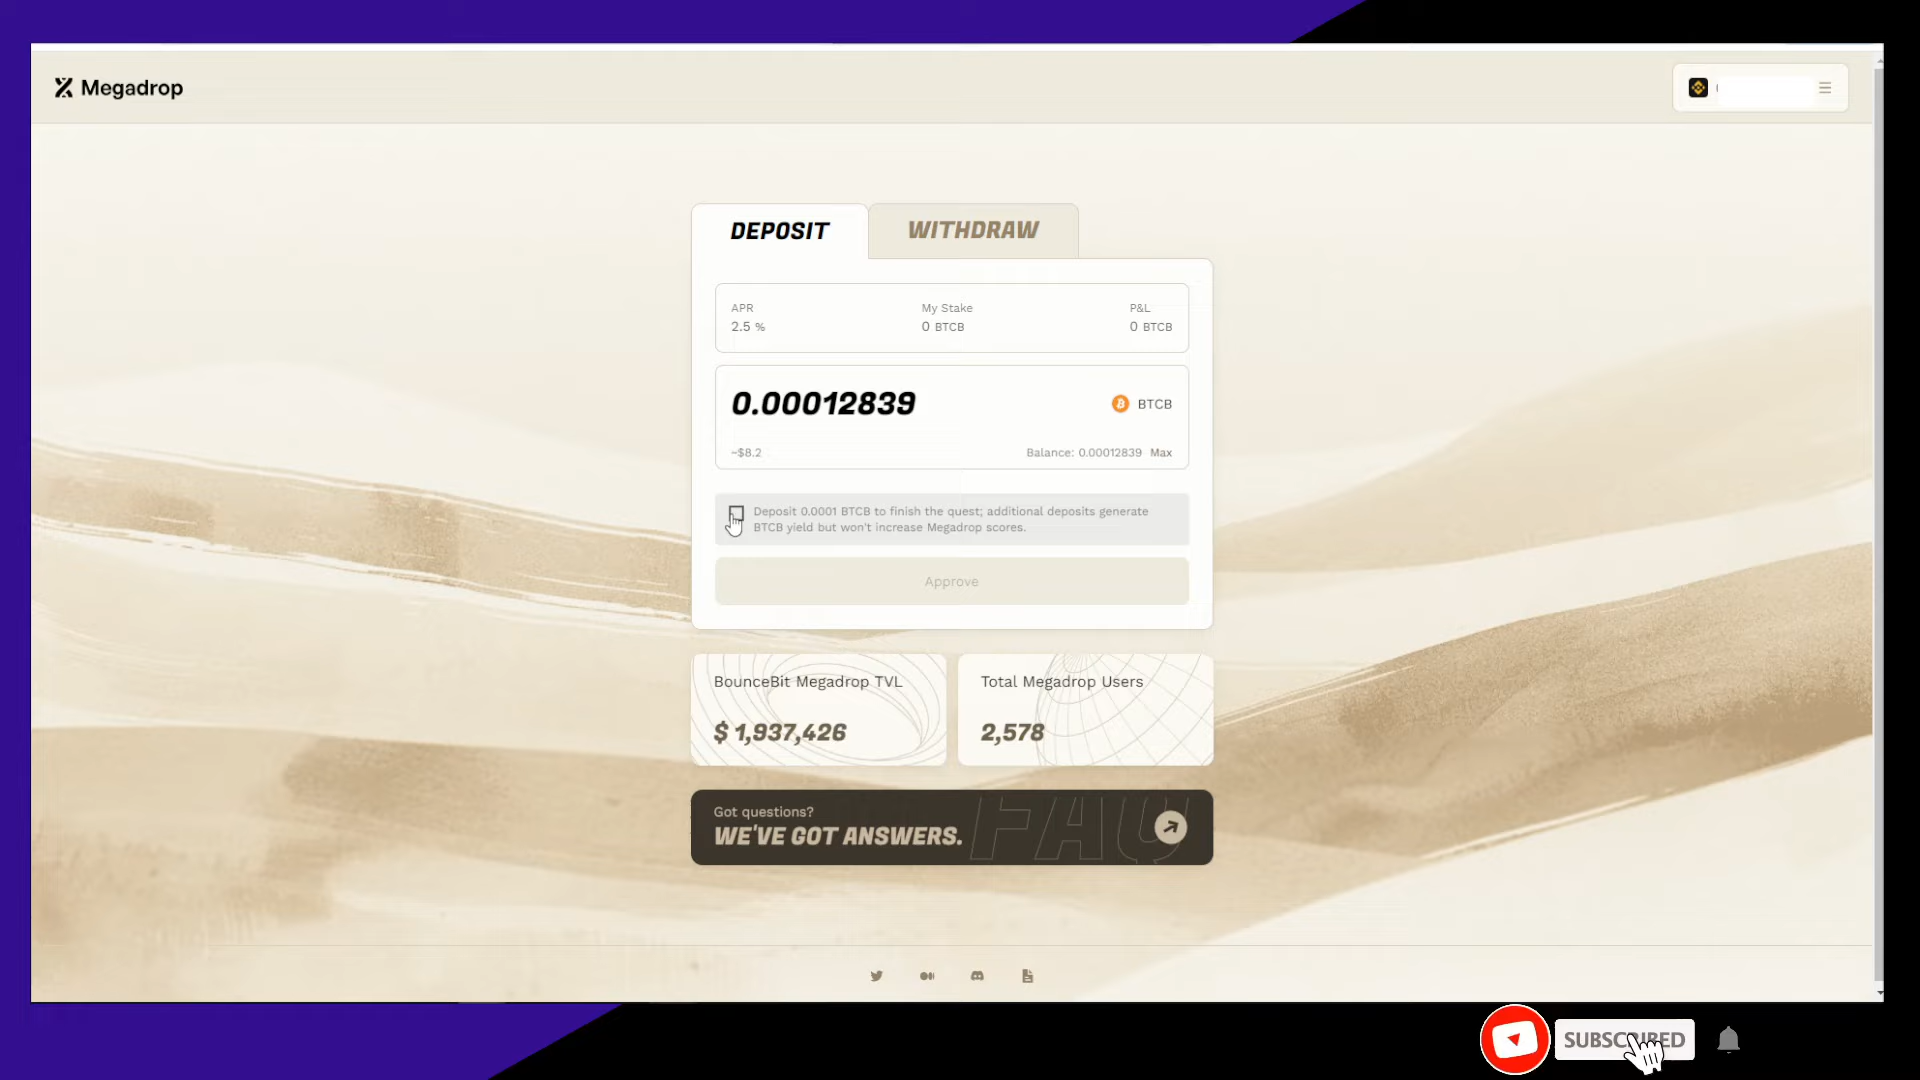 Megadrop
DEPOSIT
WITHDRAW
APR
My Stake
P&L
2.5 %
0 BTCB
0 BTCB
0.00012839
BTCB
~$8.2
Balance: 0.00012839 Max
Deposit 0.0001 BTCB to finish the quest; additional deposits generate
BTCB yield but won't increase Megadrop scores.
Approve
BounceBit Megadrop TVL
Total Megadrop Users
$ 1,937,426
2,578
Got questions?
WE'VE GOT ANSWERS.
FAQ
SUBSCRIBED